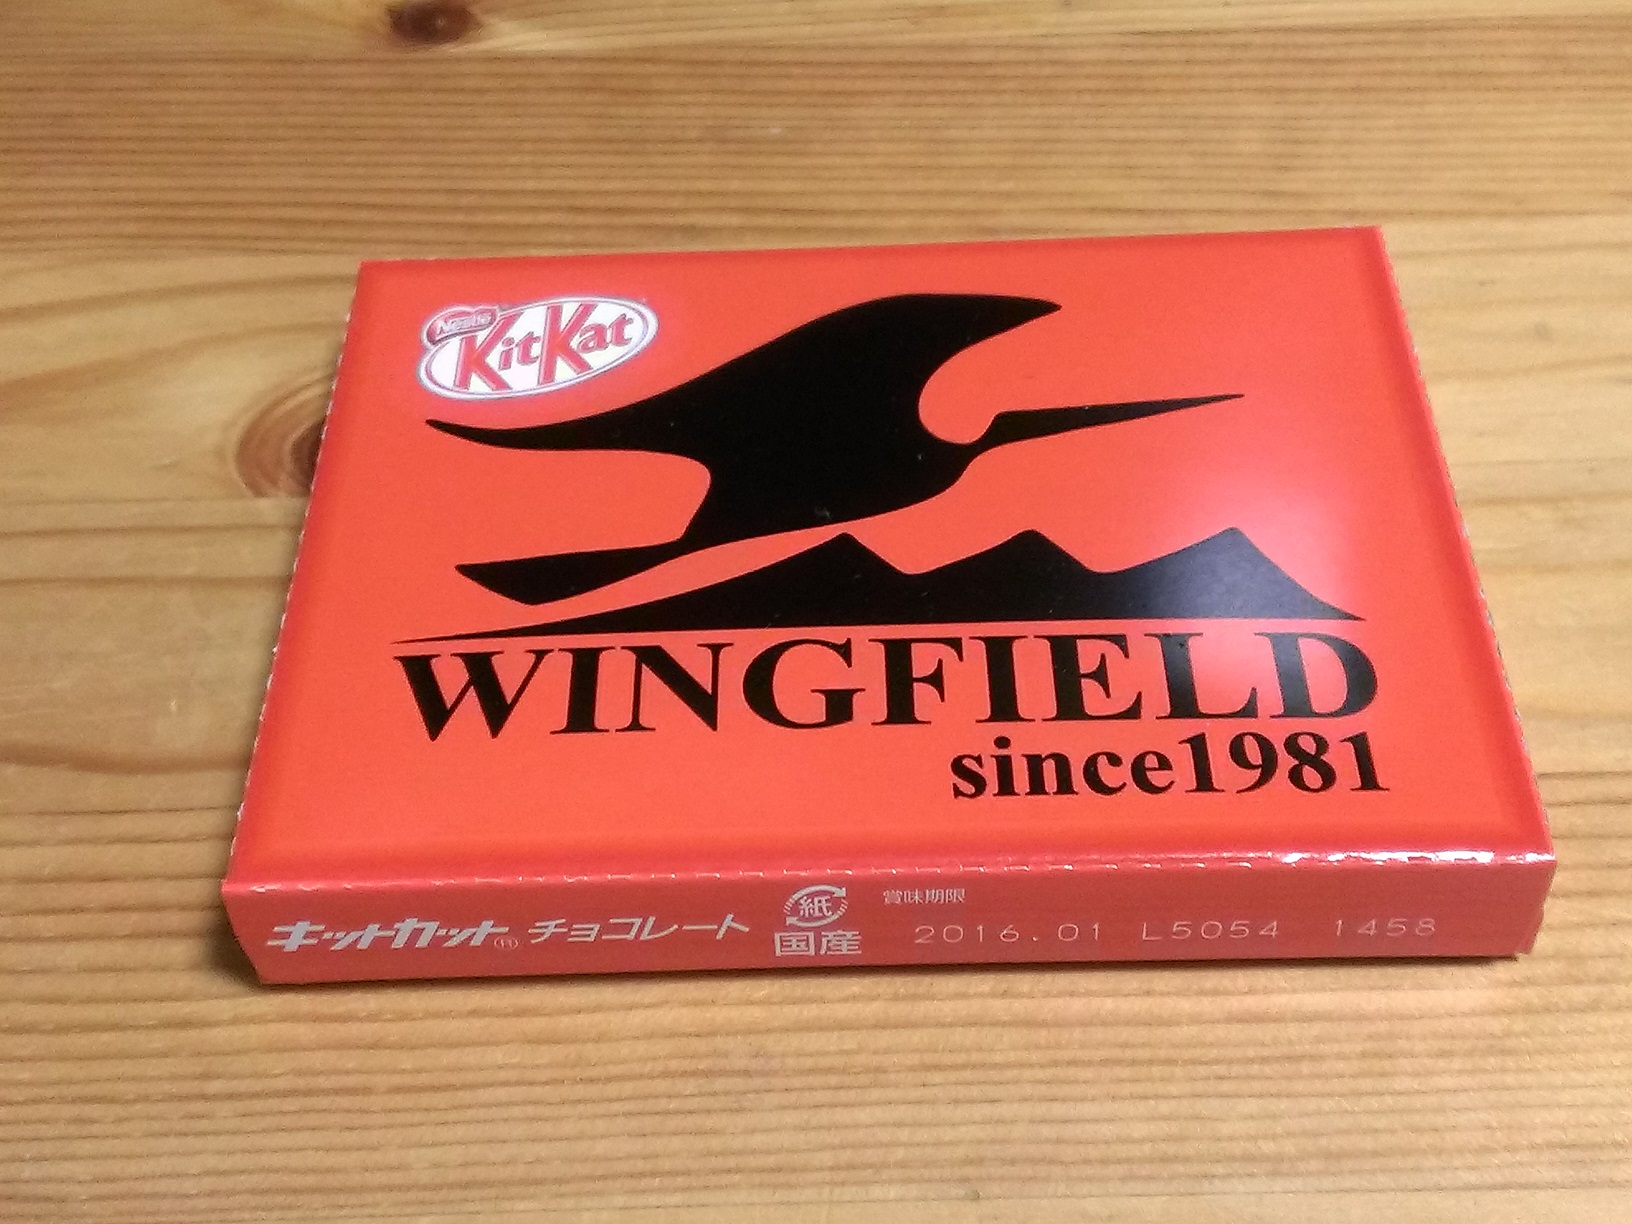 Nestlé
KitKat
WINGFIELD
since1981
キットカット® チョコレート
紙
国産
賞味期限
2016.01 L5054 1458